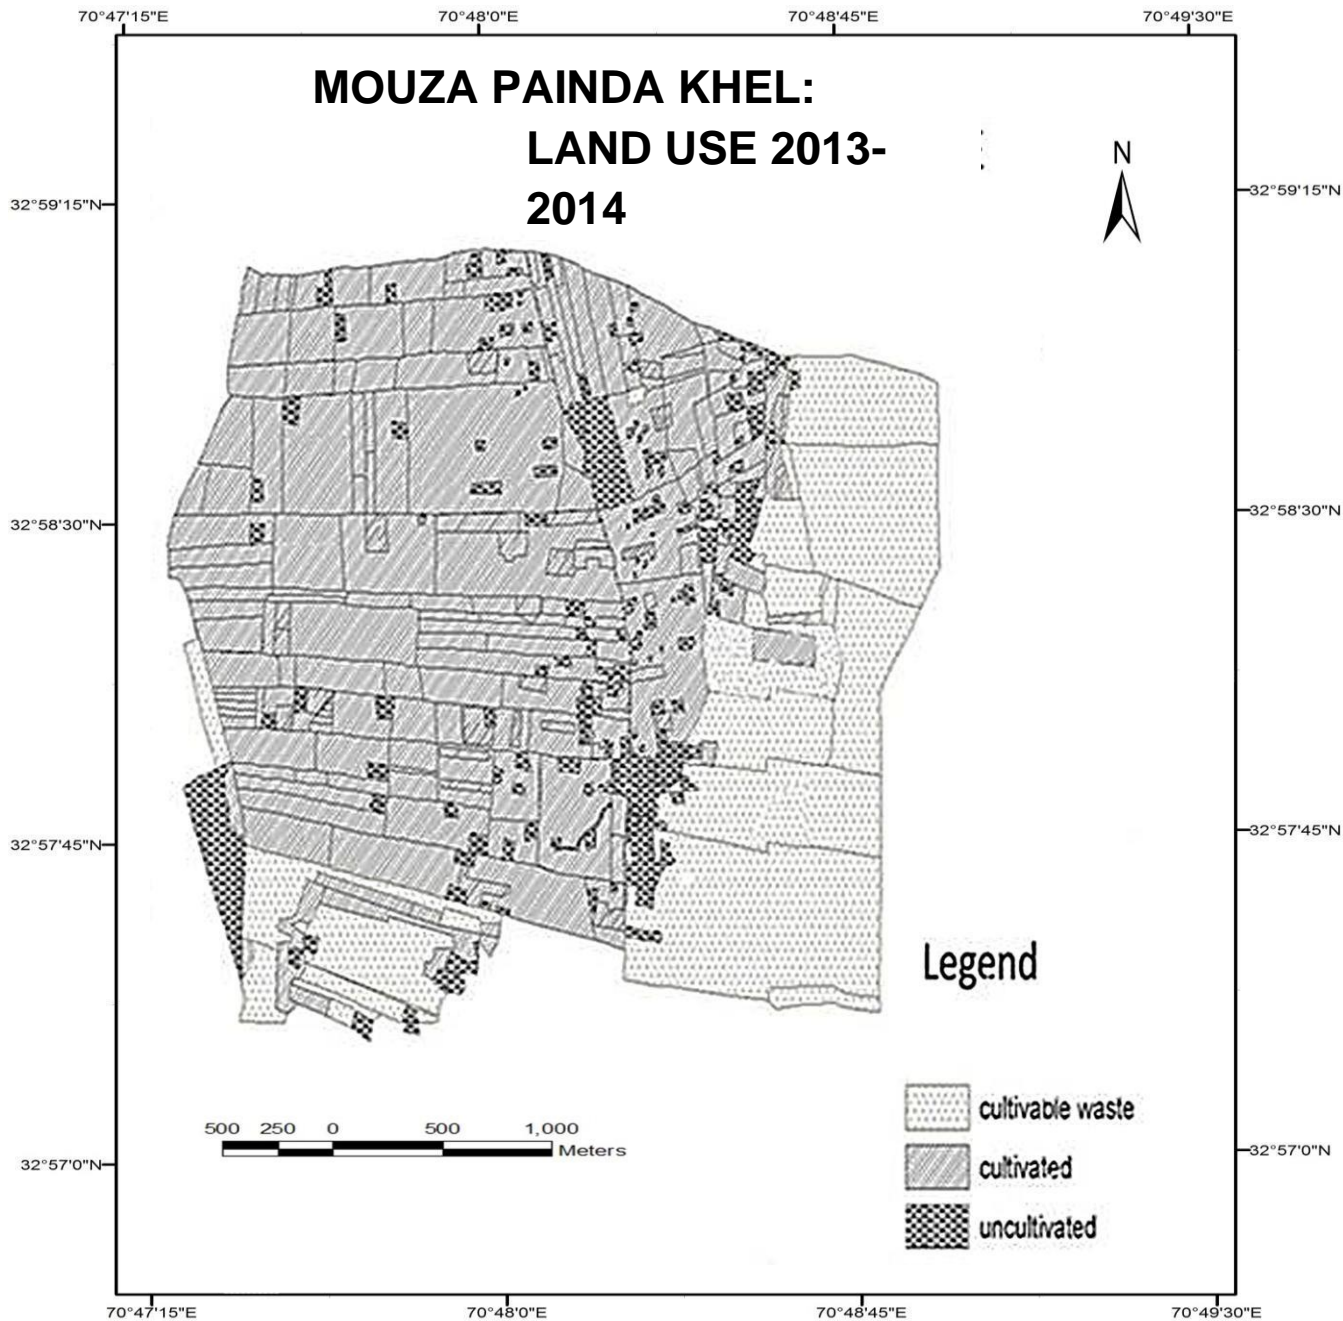 70°47'15"E 70°48'0"E 70°48'45"E 70°49'30"E
MOUZA PAINDA KHEL:
LAND USE 2013-
2014
N
32°59'15"N 32°59'15"N
32°58'30"N 32°58'30"N
32°57'45"N 32°57'45"N
Legend
cultivable waste
500 250 0 500 1,000
Meters
32°57'0"N 32°57'0"N
cultivated
uncultivated
70°47'15"E 70°48'0"E 70°48'45"E 70°49'30"E